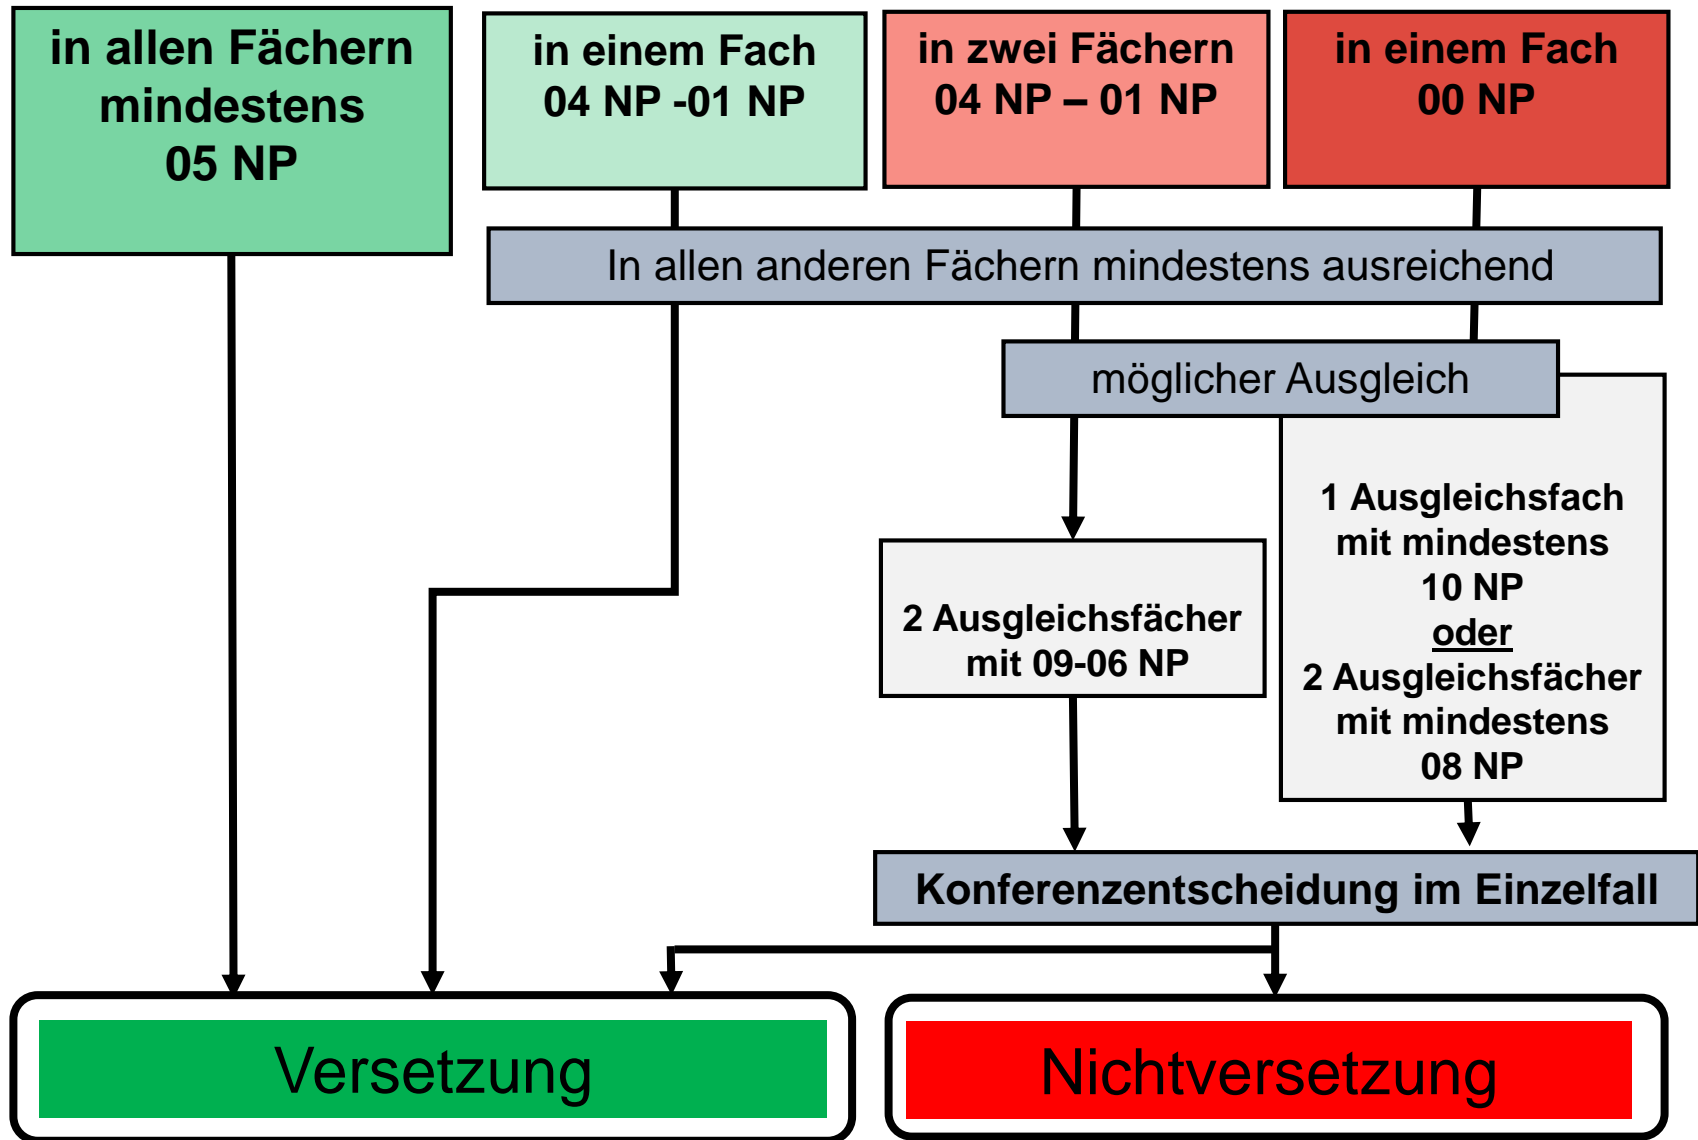 in allen Fächern
mindestens
05 NP
in einem Fach
04 NP -01 NP
in zwei Fächern
04 NP – 01 NP
in einem Fach
00 NP
In allen anderen Fächern mindestens ausreichend
möglicher Ausgleich
2 Ausgleichsfächer
mit 09-06 NP
1 Ausgleichsfach
mit mindestens
10 NP
oder
2 Ausgleichsfächer
mit mindestens
08 NP
Konferenzentscheidung im Einzelfall
Versetzung
Nichtversetzung